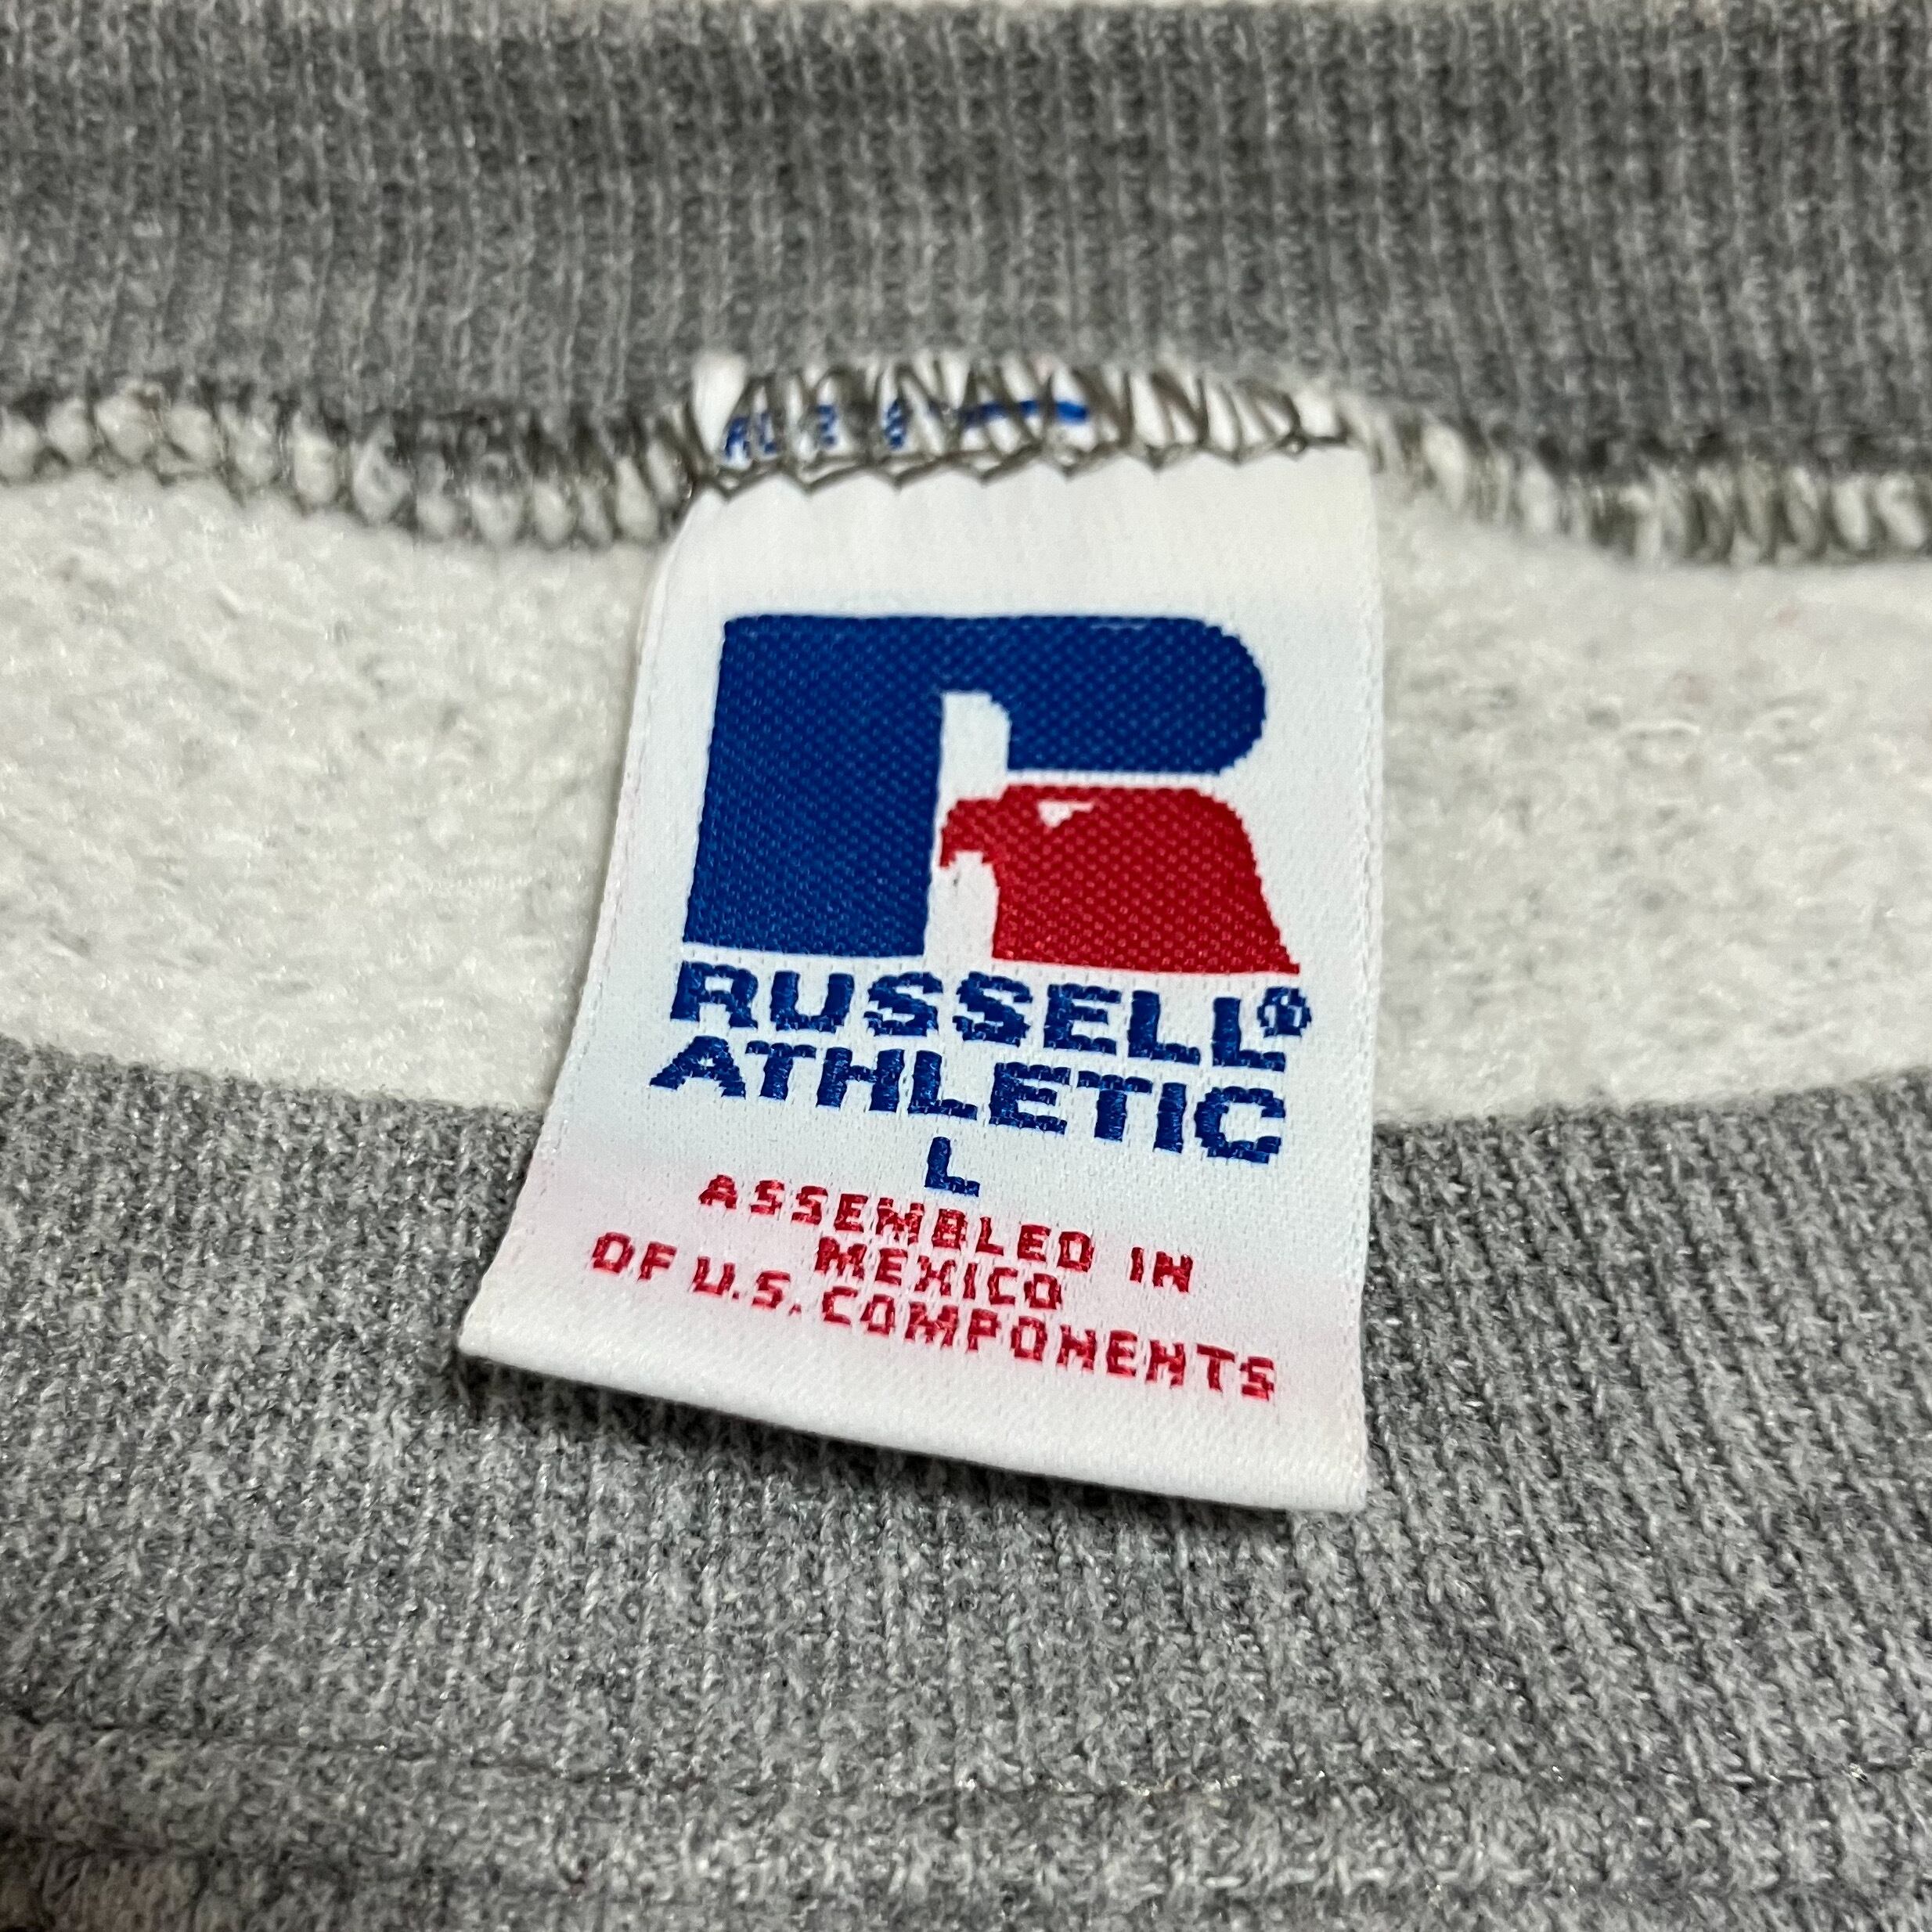 RUSSELL®
ATHLETIC
L
ASSEMBLED IN
MEXICO
OF U.S. COMPONENTS